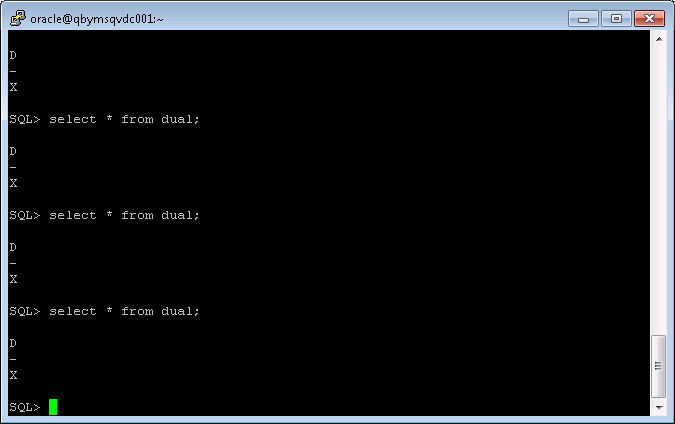 oracle@qbymsqvdc001:~
D
-
X
SQL> select * from dual;
D
-
X
SQL> select * from dual;
D
-
X
SQL> select * from dual;
D
-
X
SQL>